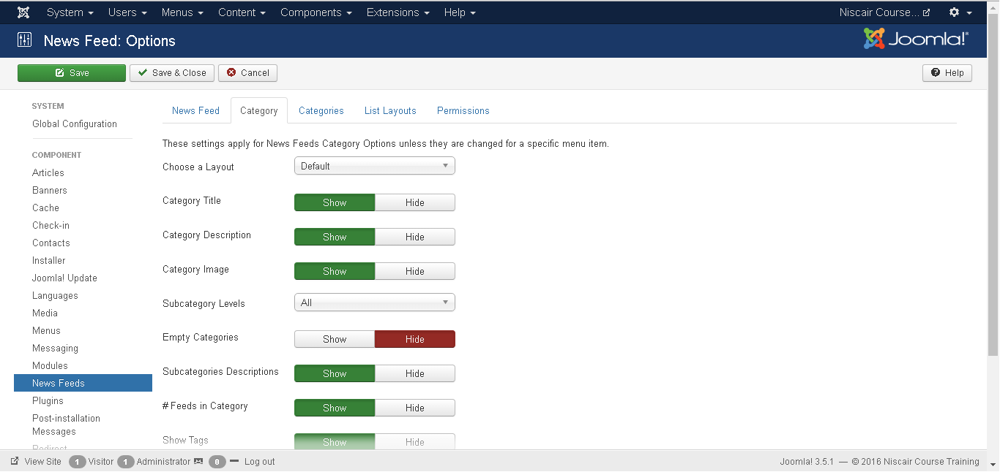 System Users Menus Content Components Extensions Help Niscair Course...
News Feed: Options Joomla!®
Save Save & Close Cancel Help
SYSTEM
Global Configuration
COMPONENT
Articles
Banners
Cache
Check-in
Contacts
Installer
Joomla! Update
Languages
Media
Menus
Messaging
Modules
News Feeds
Plugins
Post-installation
Messages
Redirect
News Feed Category Categories List Layouts Permissions
These settings apply for News Feeds Category Options unless they are changed for a specific menu item.
Choose a Layout Default
Category Title Show Hide
Category Description Show Hide
Category Image Show Hide
Subcategory Levels All
Empty Categories Show Hide
Subcategories Descriptions Show Hide
# Feeds in Category Show Hide
Show Tags Show Hide
View Site 1 Visitor 1 Administrator 0 Log out Joomla! 3.5.1 — © 2016 Niscair Course Training